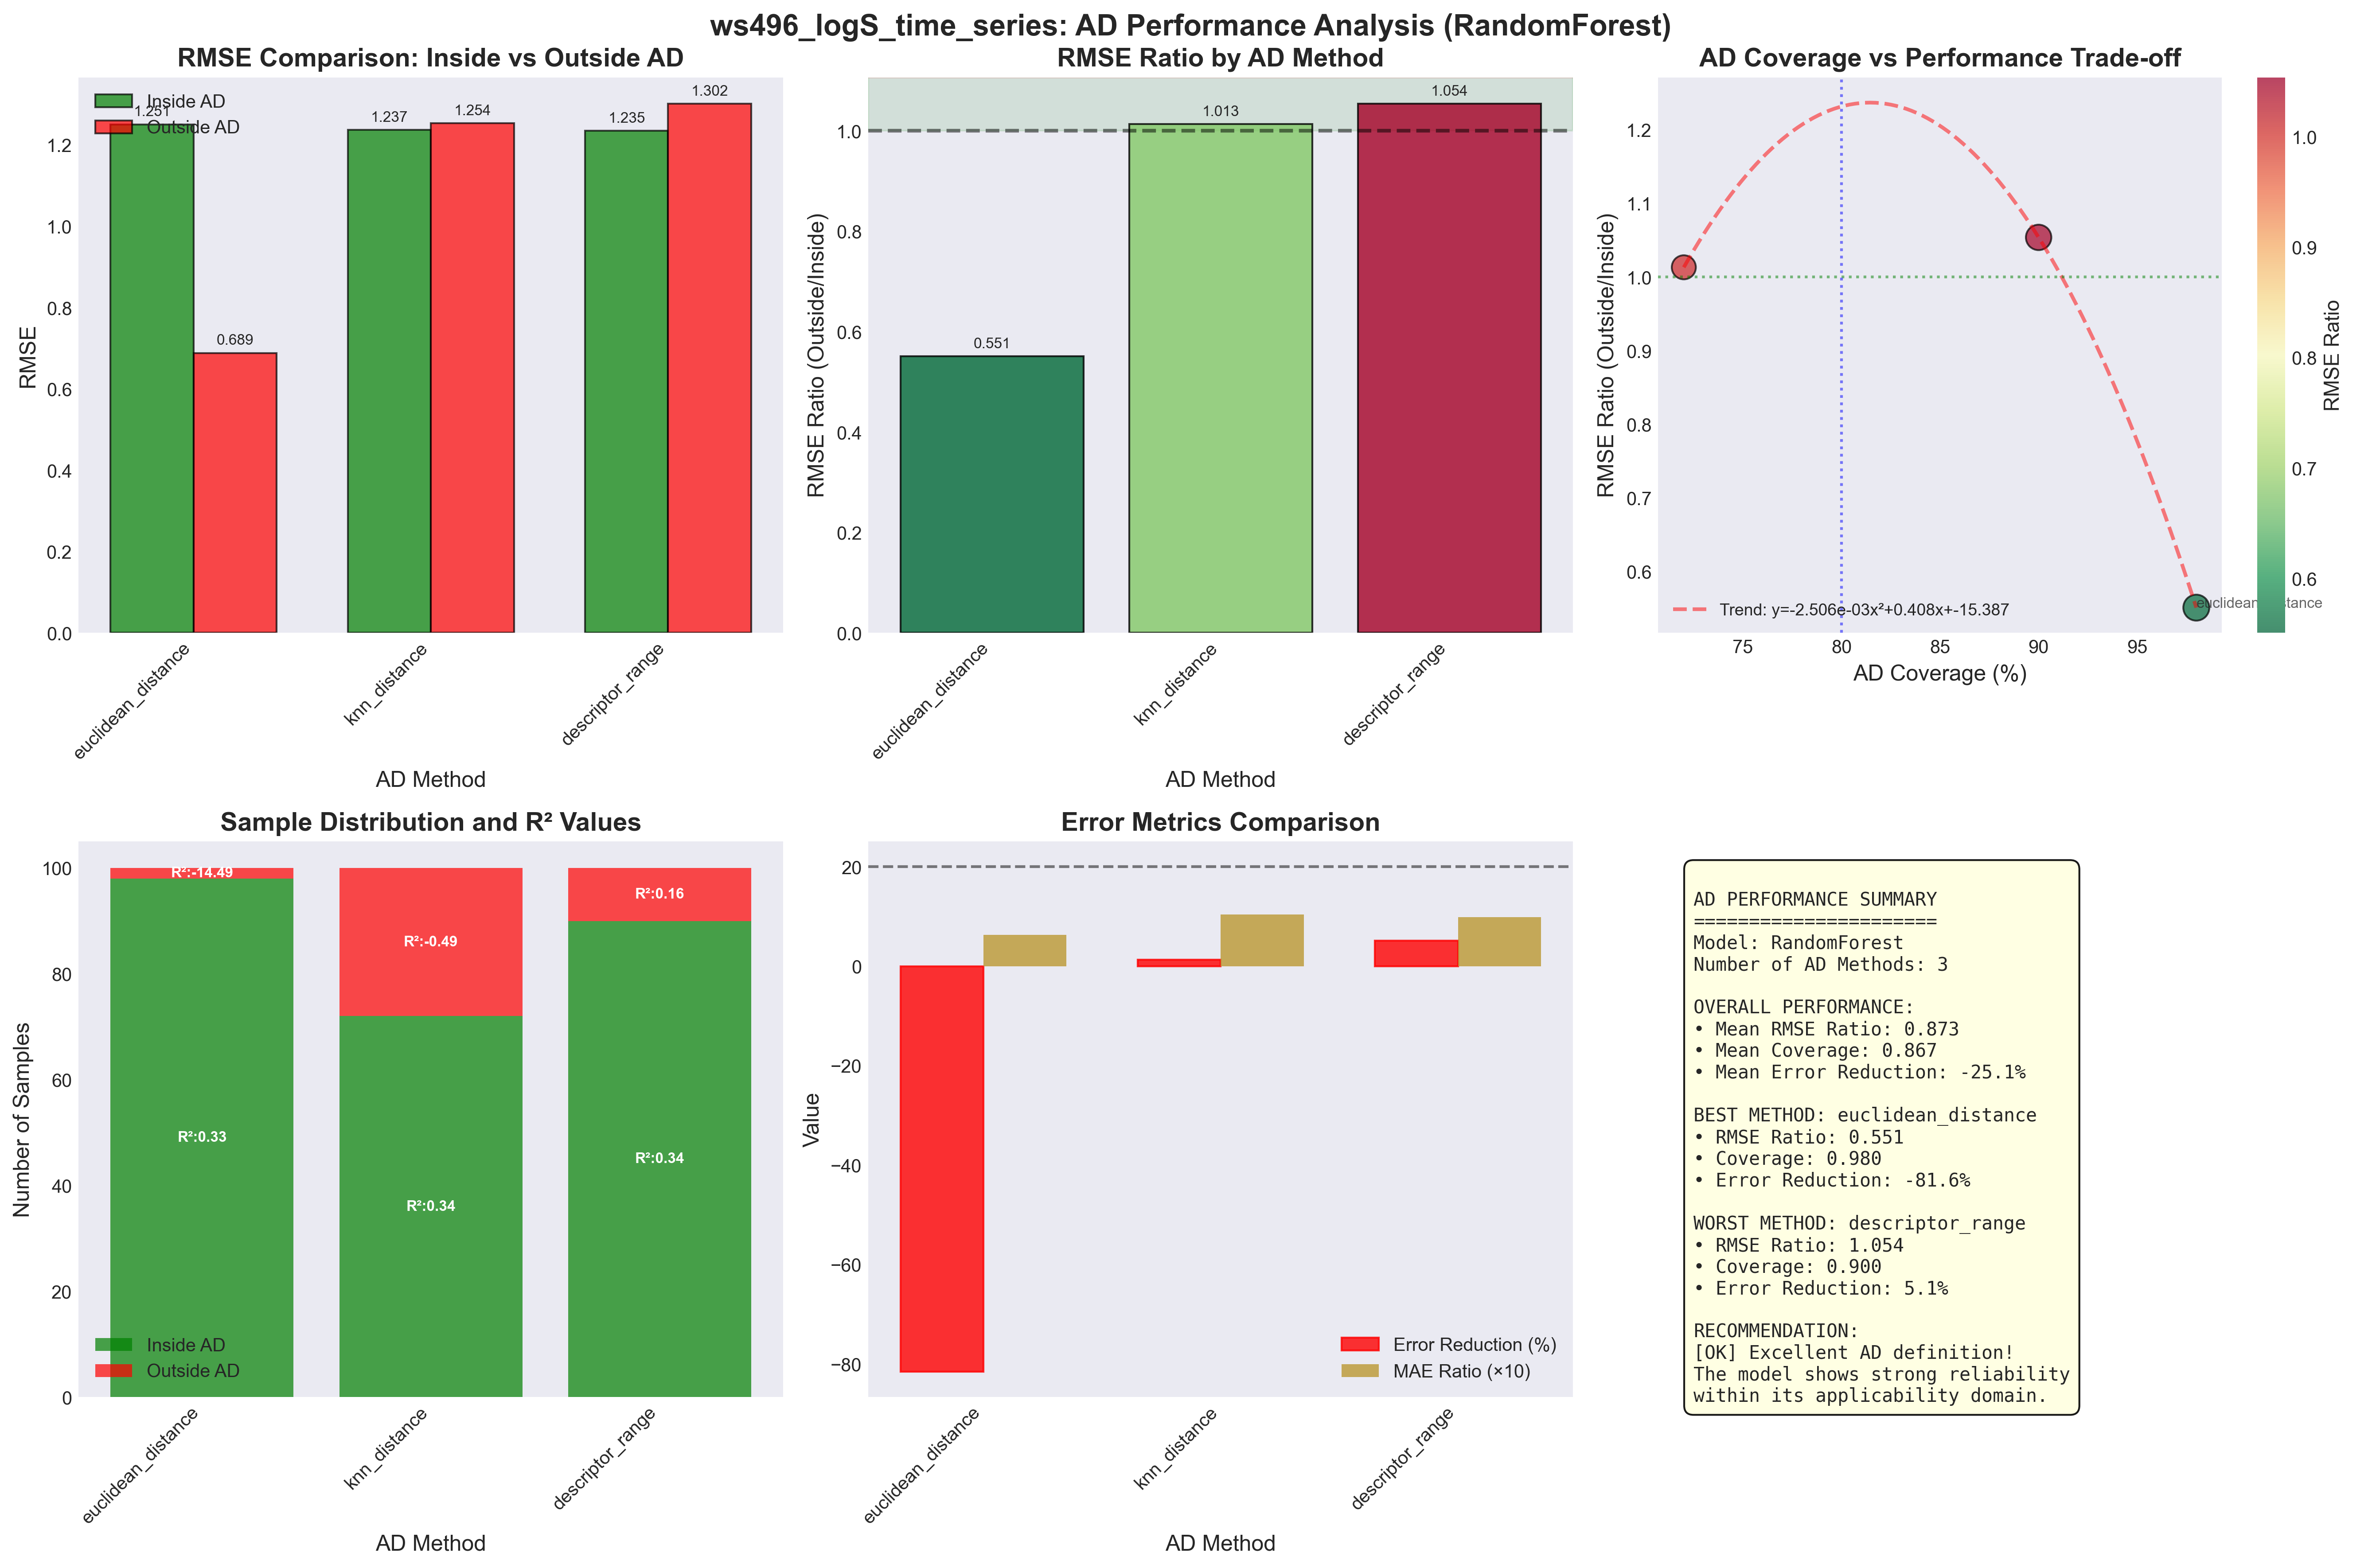 ws496_logS_time_series: AD Performance Analysis (RandomForest)
RMSE Comparison: Inside vs Outside AD
Inside AD
Outside AD
1.251
0.689
1.237
1.254
1.235
1.302
RMSE
1.2
1.0
0.8
0.6
0.4
0.2
0.0
euclidean_distance
knn_distance
descriptor_range
AD Method
RMSE Ratio by AD Method
0.551
1.013
1.054
RMSE Ratio (Outside/Inside)
1.0
0.8
0.6
0.4
0.2
0.0
euclidean_distance
knn_distance
descriptor_range
AD Method
AD Coverage vs Performance Trade-off
RMSE Ratio (Outside/Inside)
1.2
1.1
1.0
0.9
0.8
0.7
0.6
Trend: y=-2.506e-03x²+0.408x+-15.387
euclidean_distance
75
80
85
90
95
AD Coverage (%)
1.0
0.9
0.8
0.7
0.6
RMSE Ratio
Sample Distribution and R² Values
R²:-14.49
R²:0.33
R²:-0.49
R²:0.34
R²:0.16
R²:0.34
Number of Samples
100
80
60
40
20
0
Inside AD
Outside AD
euclidean_distance
knn_distance
descriptor_range
AD Method
Error Metrics Comparison
Value
20
0
−20
−40
−60
−80
Error Reduction (%)
MAE Ratio (×10)
euclidean_distance
knn_distance
descriptor_range
AD Method
AD PERFORMANCE SUMMARY
======================
Model: RandomForest
Number of AD Methods: 3
OVERALL PERFORMANCE:
• Mean RMSE Ratio: 0.873
• Mean Coverage: 0.867
• Mean Error Reduction: -25.1%
BEST METHOD: euclidean_distance
• RMSE Ratio: 0.551
• Coverage: 0.980
• Error Reduction: -81.6%
WORST METHOD: descriptor_range
• RMSE Ratio: 1.054
• Coverage: 0.900
• Error Reduction: 5.1%
RECOMMENDATION:
[OK] Excellent AD definition!
The model shows strong reliability
within its applicability domain.